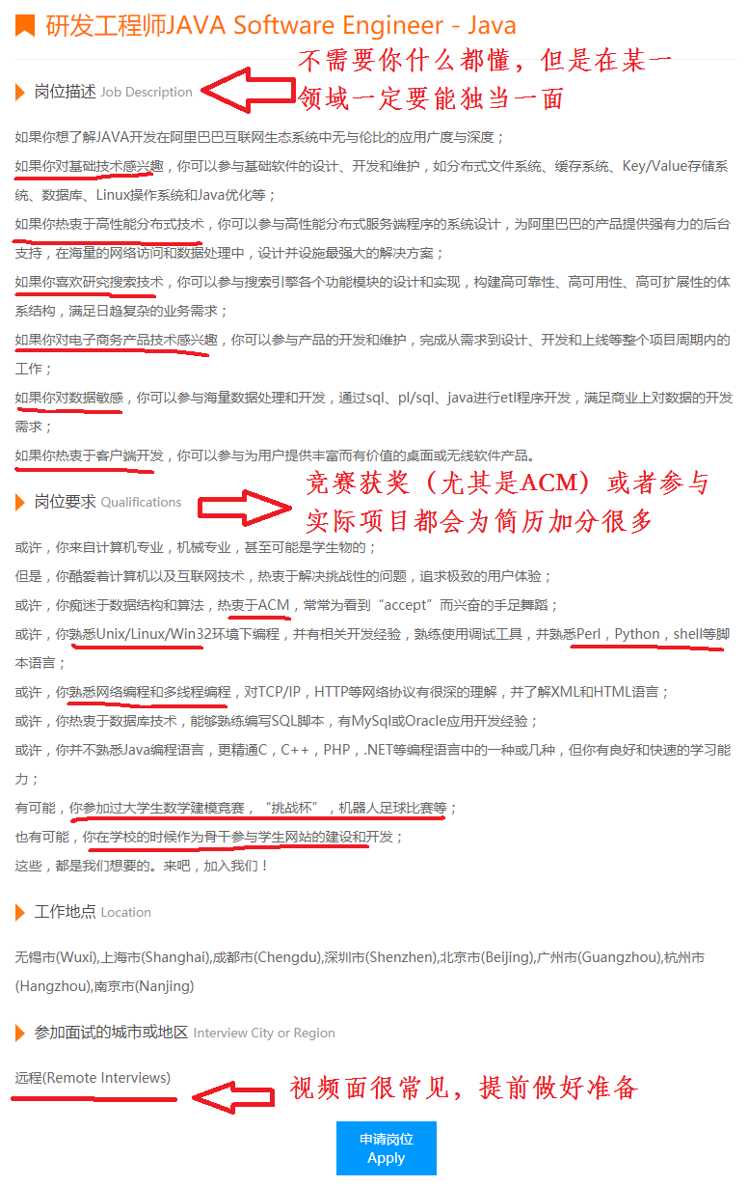 研发工程师JAVA Software Engineer - Java
不需要你什么都懂，但是在某一
领域一定要能独当一面
岗位描述 Job Description
如果你想了解JAVA开发在阿里巴巴互联网生态系统中无与伦比的应用广度与深度；
如果你对基础技术感兴趣，你可以参与基础软件的设计、开发和维护，如分布式文件系统、缓存系统、Key/Value存储系
统、数据库、Linux操作系统和Java优化等；
如果你热衷于高性能分布式技术，你可以参与高性能分布式服务端程序的系统设计，为阿里巴巴的产品提供强有力的后台
支持，在海量的网络访问和数据处理中，设计并设施最强大的解决方案；
如果你喜欢研究搜索技术，你可以参与搜索引擎各个功能模块的设计和实现，构建高可靠性、高可用性、高可扩展性的体
系结构，满足日趋复杂的业务需求；
如果你对电子商务产品技术感兴趣，你可以参与产品的开发和维护，完成从需求到设计、开发和上线等整个项目周期内的
工作；
如果你对数据敏感，你可以参与海量数据处理和开发，通过sql、pl/sql、java进行etl程序开发，满足商业上对数据的开发
需求；
如果你热衷于客户端开发，你可以参与为用户提供丰富而有价值的桌面或无线软件产品。
竞赛获奖（尤其是ACM）或者参与
实际项目都会为简历加分很多
岗位要求 Qualifications
或许，你来自计算机专业，机械专业，甚至可能是学生物的；
但是，你酷爱着计算机以及互联网技术，热衷于解决挑战性的问题，追求极致的用户体验；
或许，你痴迷于数据结构和算法，热衷于ACM，常常为看到“accept”而兴奋的手足舞蹈；
或许，你熟悉Unix/Linux/Win32环境下编程，并有相关开发经验，熟练使用调试工具，并熟悉Perl，Python，shell等脚
本语言；
或许，你熟悉网络编程和多线程编程，对TCP/IP，HTTP等网络协议有很深的理解，并了解XML和HTML语言；
或许，你热衷于数据库技术，能够熟练编写SQL脚本，有MySql或Oracle应用开发经验；
或许，你并不熟悉Java编程语言，更精通C，C++，PHP，.NET等编程语言中的一种或几种，但你有良好和快速的学习能
力；
有可能，你参加过大学生数学建模竞赛，“挑战杯”，机器人足球比赛等；
也有可能，你在学校的时候作为骨干参与学生网站的建设和开发；
这些，都是我们想要的。来吧，加入我们！
工作地点 Location
无锡市(Wuxi),上海市(Shanghai),成都市(Chengdu),深圳市(Shenzhen),北京市(Beijing),广州市(Guangzhou),杭州市
(Hangzhou),南京市(Nanjing)
参加面试的城市或地区 Interview City or Region
远程(Remote Interviews)
视频面很常见，提前做好准备
申请岗位
Apply